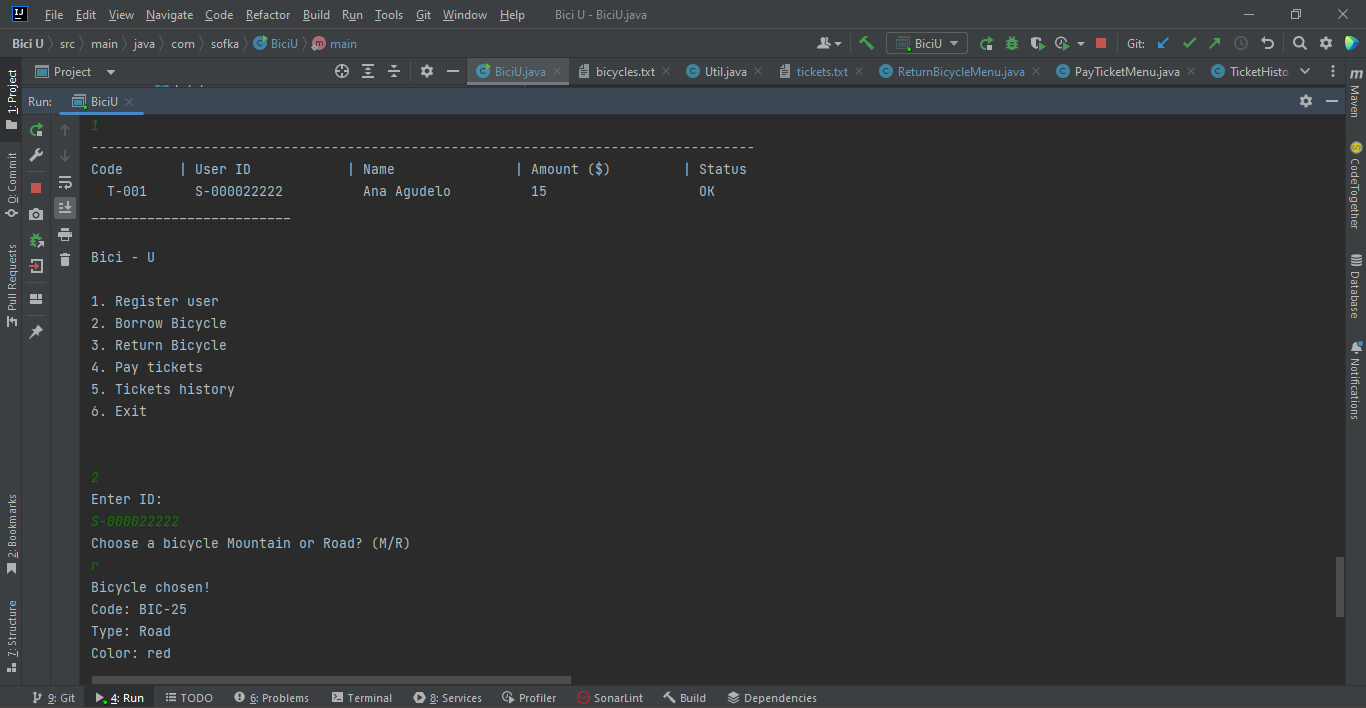 File Edit View Navigate Code Refactor Build Run Tools Git Window Help Bici U - BiciU.java
Bici U src main java com sofka BiciU main BiciU Git:
Project BiciU.java bicycles.txt Util.java tickets.txt ReturnBicycleMenu.java PayTicketMenu.java TicketHisto
Run: BiciU
1: Project
0: Commit
Pull Requests
2: Bookmarks
7: Structure
1
-----------------------------------------------------------------------------------
Code | User ID | Name | Amount ($) | Status
T-001 S-000022222 Ana Agudelo 15 OK
_________________________
Bici - U
1. Register user
2. Borrow Bicycle
3. Return Bicycle
4. Pay tickets
5. Tickets history
6. Exit
2
Enter ID:
S-000022222
Choose a bicycle Mountain or Road? (M/R)
r
Bicycle chosen!
Code: BIC-25
Type: Road
Color: red
m
Maven
CodeTogether
Database
Notifications
9: Git 4: Run TODO 6: Problems Terminal 8: Services Profiler SonarLint Build Dependencies